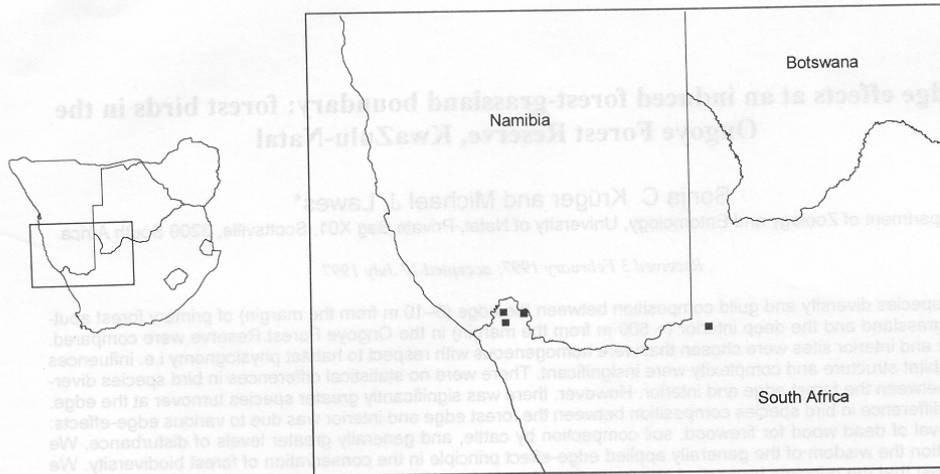 Botswana
Namibia
South Africa
dge effects at an induced forest-grassland boundary: forest birds in the
Ongoye Forest Reserve, KwaZulu-Natal
Sonja C. Krüger and Michael J. Lawes*
partment of Zoology and Entomology, University of Natal, Private Bag X01, Scottsville, 3209 South Africa
Received 3 February 1997; accepted July 1997
species diversity and guild composition between the edge (0–10 m from the margin) of primary forest abut-
grassland and the deep interior 500 m from the margin) in the Ongoye Forest Reserve were compared.
and interior sites were chosen that were homogeneous with respect to habitat physiognomy i.e. influences
bitat structure and complexity were insignificant. There were no statistical differences in bird species diver-
between the forest edge and interior. However, there was significantly greater species turnover at the edge.
difference in bird species composition between the forest edge and interior was due to various edge-effects:
val of dead wood for firewood, soil compaction by cattle, and generally greater levels of disturbance. We
tion the wisdom of the generally applied edge-effect principle in the conservation of forest biodiversity. We